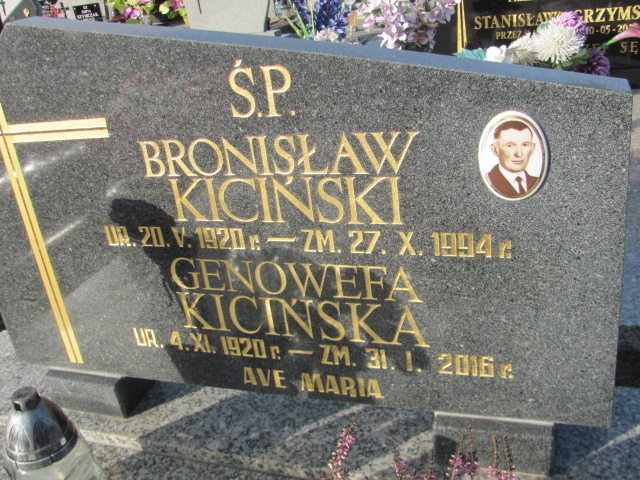 Ś.P.
BRONISŁAW
KICIŃSKI
UR. 20. V. 1920 r. — ZM. 27. X. 1994 r.
GENOWEFA
KICIŃSKA
UR. 4. XI. 1920 r. — ZM. 31. I. 2016 r.
AVE MARIA
STANISŁAW